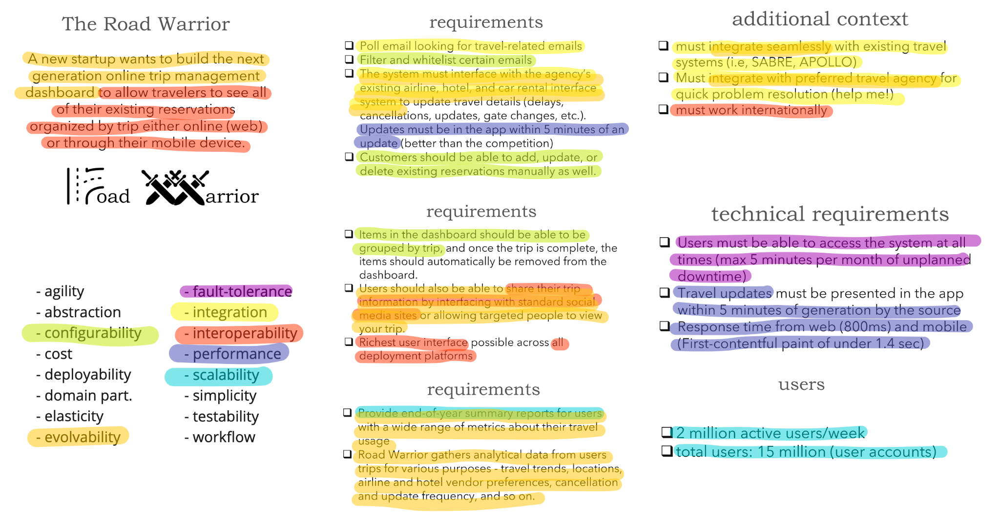 The Road Warrior
A new startup wants to build the next
generation online trip management
dashboard to allow travelers to see all
of their existing reservations
organized by trip either online (web)
or through their mobile device.
Road Warrior
- agility
- abstraction
- configurability
- cost
- deployability
- domain part.
- elasticity
- evolvability
- fault-tolerance
- integration
- interoperability
- performance
- scalability
- simplicity
- testability
- workflow
requirements
Poll email looking for travel-related emails
Filter and whitelist certain emails
The system must interface with the agency’s
existing airline, hotel, and car rental interface
system to update travel details (delays,
cancellations, updates, gate changes, etc.).
Updates must be in the app within 5 minutes of an
update (better than the competition)
Customers should be able to add, update, or
delete existing reservations manually as well.
requirements
Items in the dashboard should be able to be
grouped by trip, and once the trip is complete, the
items should automatically be removed from the
dashboard.
Users should also be able to share their trip
information by interfacing with standard social
media sites or allowing targeted people to view
your trip.
Richest user interface possible across all
deployment platforms
requirements
Provide end-of-year summary reports for users
with a wide range of metrics about their travel
usage
Road Warrior gathers analytical data from users
trips for various purposes - travel trends, locations,
airline and hotel vendor preferences, cancellation
and update frequency, and so on.
additional context
must integrate seamlessly with existing travel
systems (i.e, SABRE, APOLLO)
Must integrate with preferred travel agency for
quick problem resolution (help me!)
must work internationally
technical requirements
Users must be able to access the system at all
times (max 5 minutes per month of unplanned
downtime)
Travel updates must be presented in the app
within 5 minutes of generation by the source
Response time from web (800ms) and mobile
(First-contentful paint of under 1.4 sec)
users
2 million active users/week
total users: 15 million (user accounts)